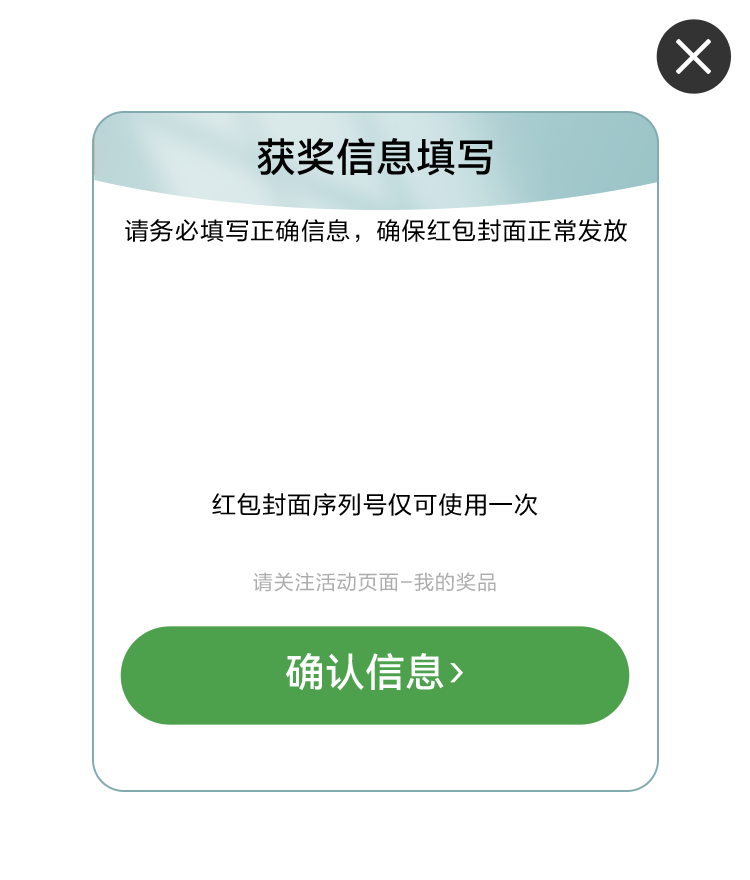 获奖信息填写
请务必填写正确信息，确保红包封面正常发放
红包封面序列号仅可使用一次
请关注活动页面-我的奖品
确认信息›